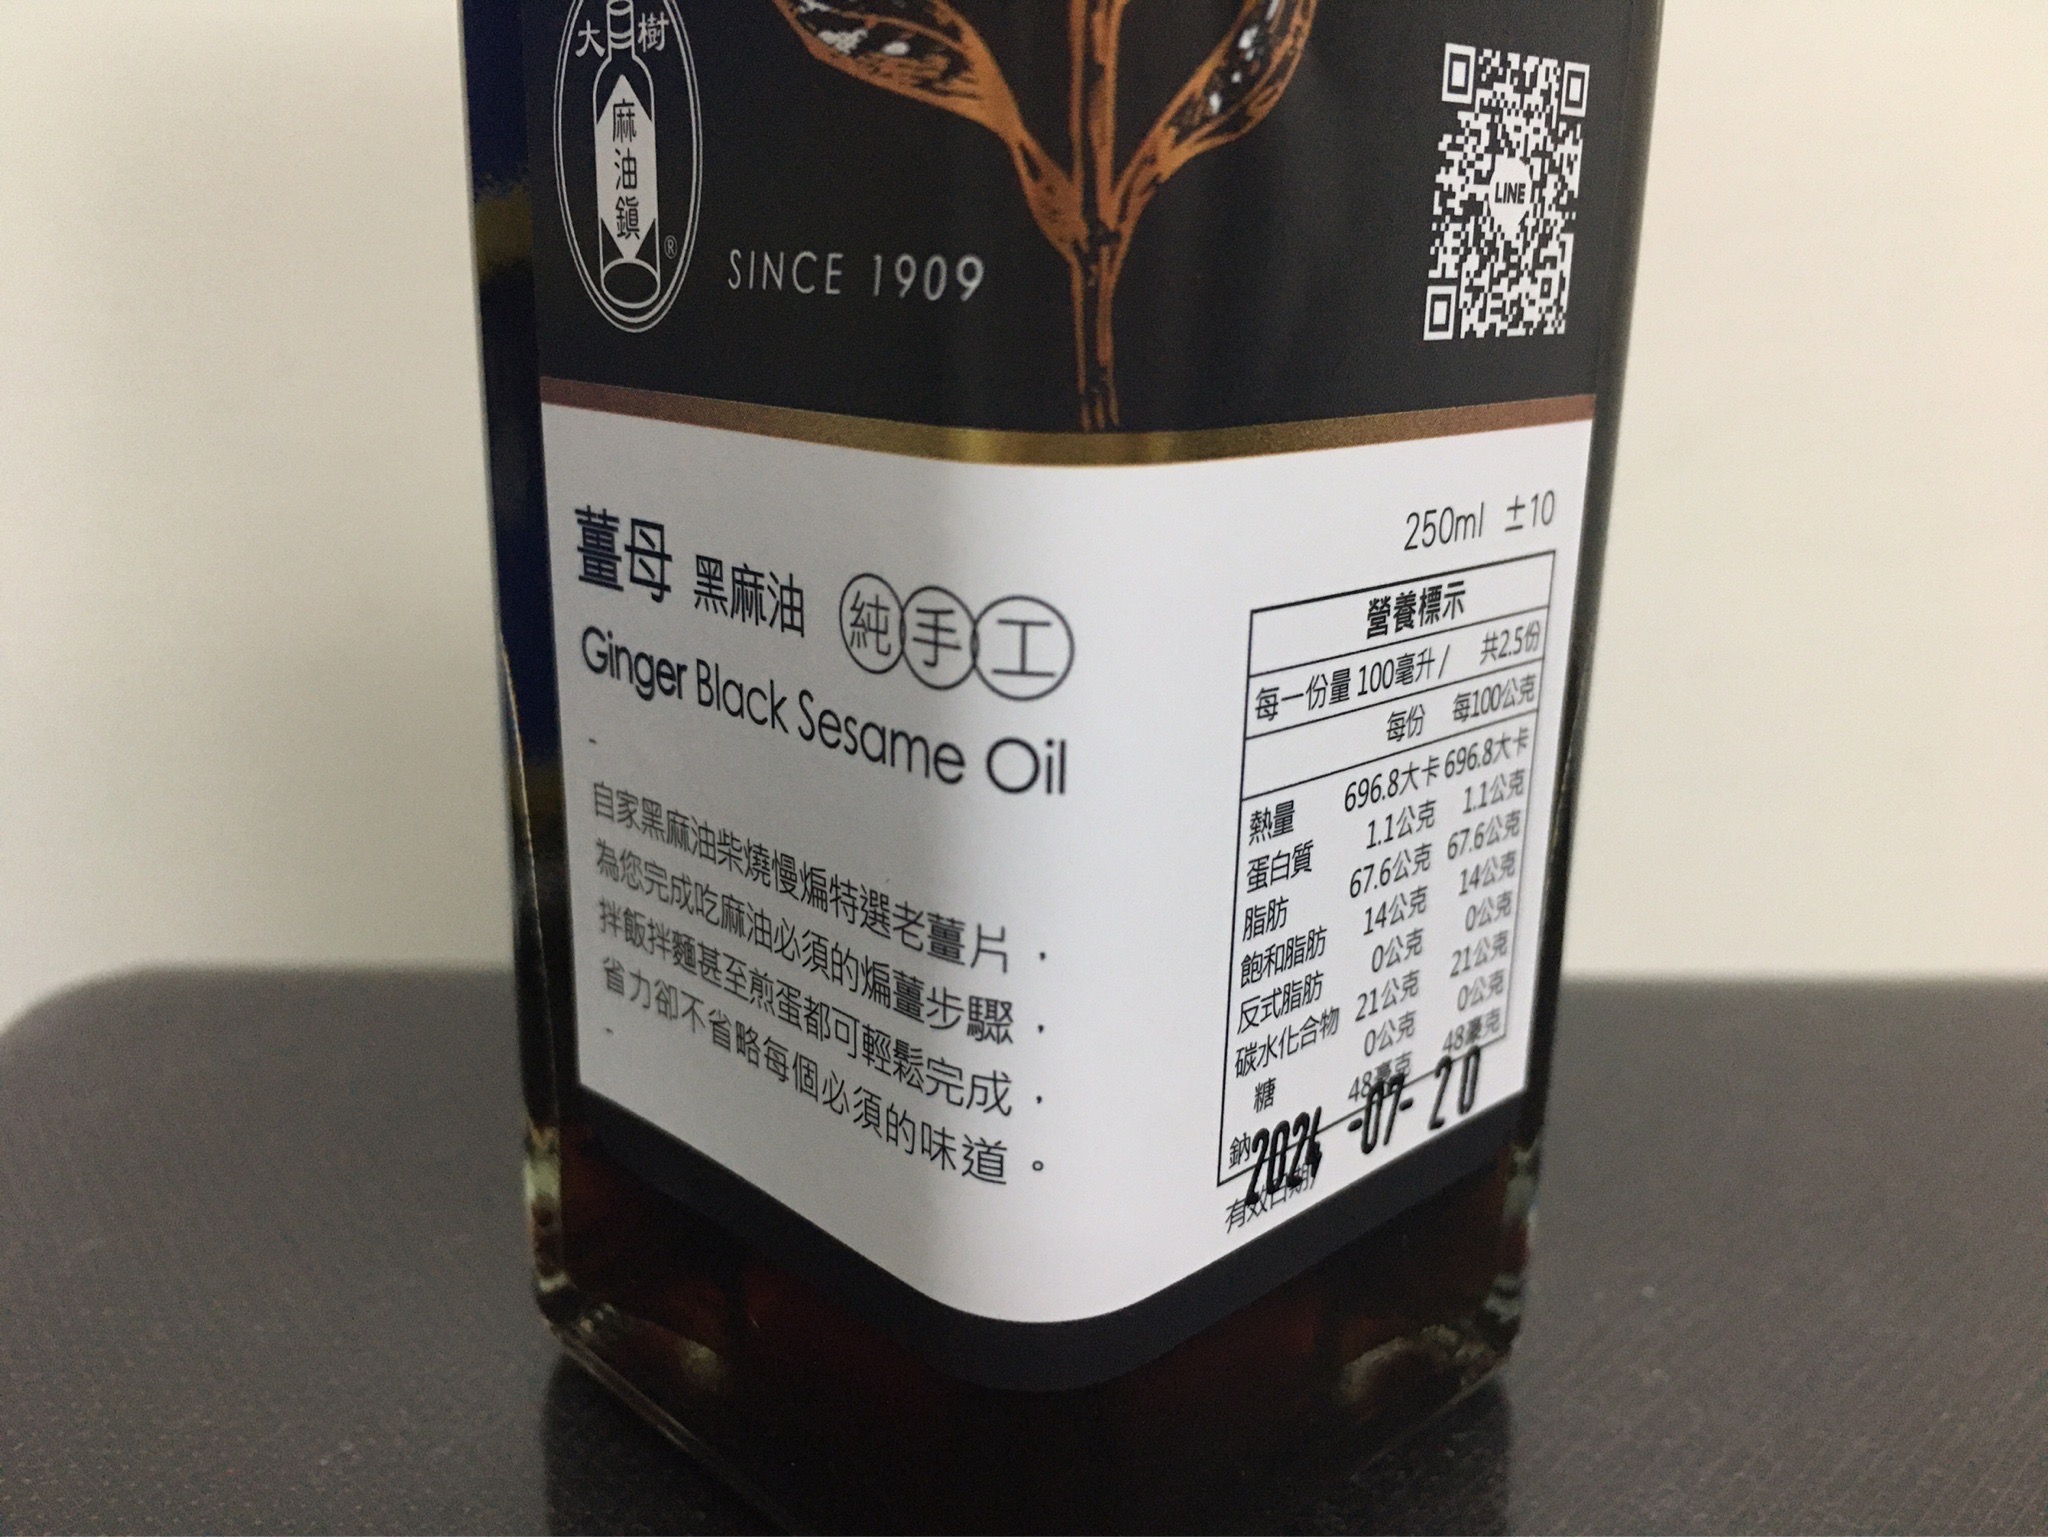 大樹
麻油鎮
®
SINCE 1909
LINE
薑母 黑麻油 純手工
Ginger Black Sesame Oil
-
自家黑麻油柴燒慢煸特選老薑片，
為您完成吃麻油必須的煸薑步驟，
拌飯拌麵甚至煎蛋都可輕鬆完成，
省力卻不省略每個必須的味道。
-
250ml ±10
營養標示
每一份量 100毫升/ 共2.5份
每份 每100公克
熱量 696.8大卡 696.8大卡
蛋白質 1.1公克 1.1公克
脂肪 67.6公克 67.6公克
飽和脂肪 14公克 14公克
反式脂肪 0公克 0公克
碳水化合物 21公克 21公克
糖 0公克 0公克
鈉 48毫克 48毫克
有效日期/
2024-07-20